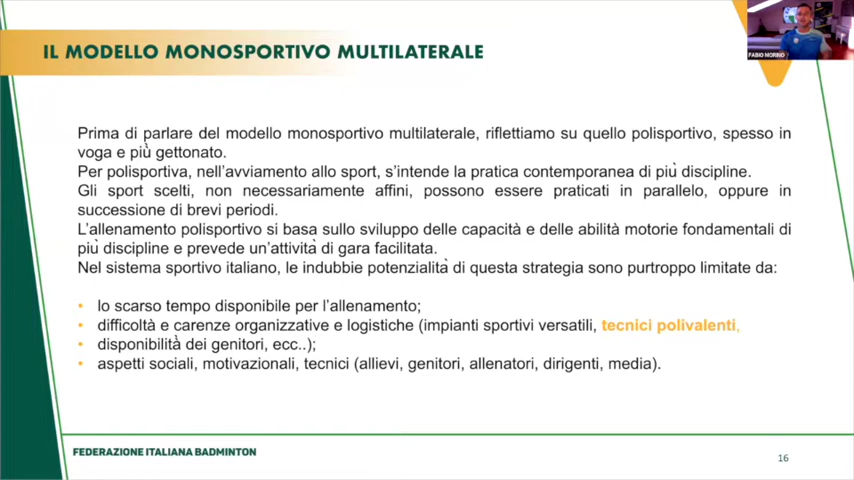 IL MODELLO MONOSPORTIVO MULTILATERALE
FABIO MORINO
Prima di parlare del modello monosportivo multilaterale, riflettiamo su quello polisportivo, spesso in
voga e più gettonato.
Per polisportiva, nell'avviamento allo sport, s'intende la pratica contemporanea di più discipline.
Gli sport scelti, non necessariamente affini, possono essere praticati in parallelo, oppure in
successione di brevi periodi.
L'allenamento polisportivo si basa sullo sviluppo delle capacità e delle abilità motorie fondamentali di
più discipline e prevede un'attività di gara facilitata.
Nel sistema sportivo italiano, le indubbie potenzialità di questa strategia sono purtroppo limitate da:
• lo scarso tempo disponibile per l'allenamento;
• difficoltà e carenze organizzative e logistiche (impianti sportivi versatili, tecnici polivalenti,
• disponibilità dei genitori, ecc..);
• aspetti sociali, motivazionali, tecnici (allievi, genitori, allenatori, dirigenti, media).
FEDERAZIONE ITALIANA BADMINTON
16